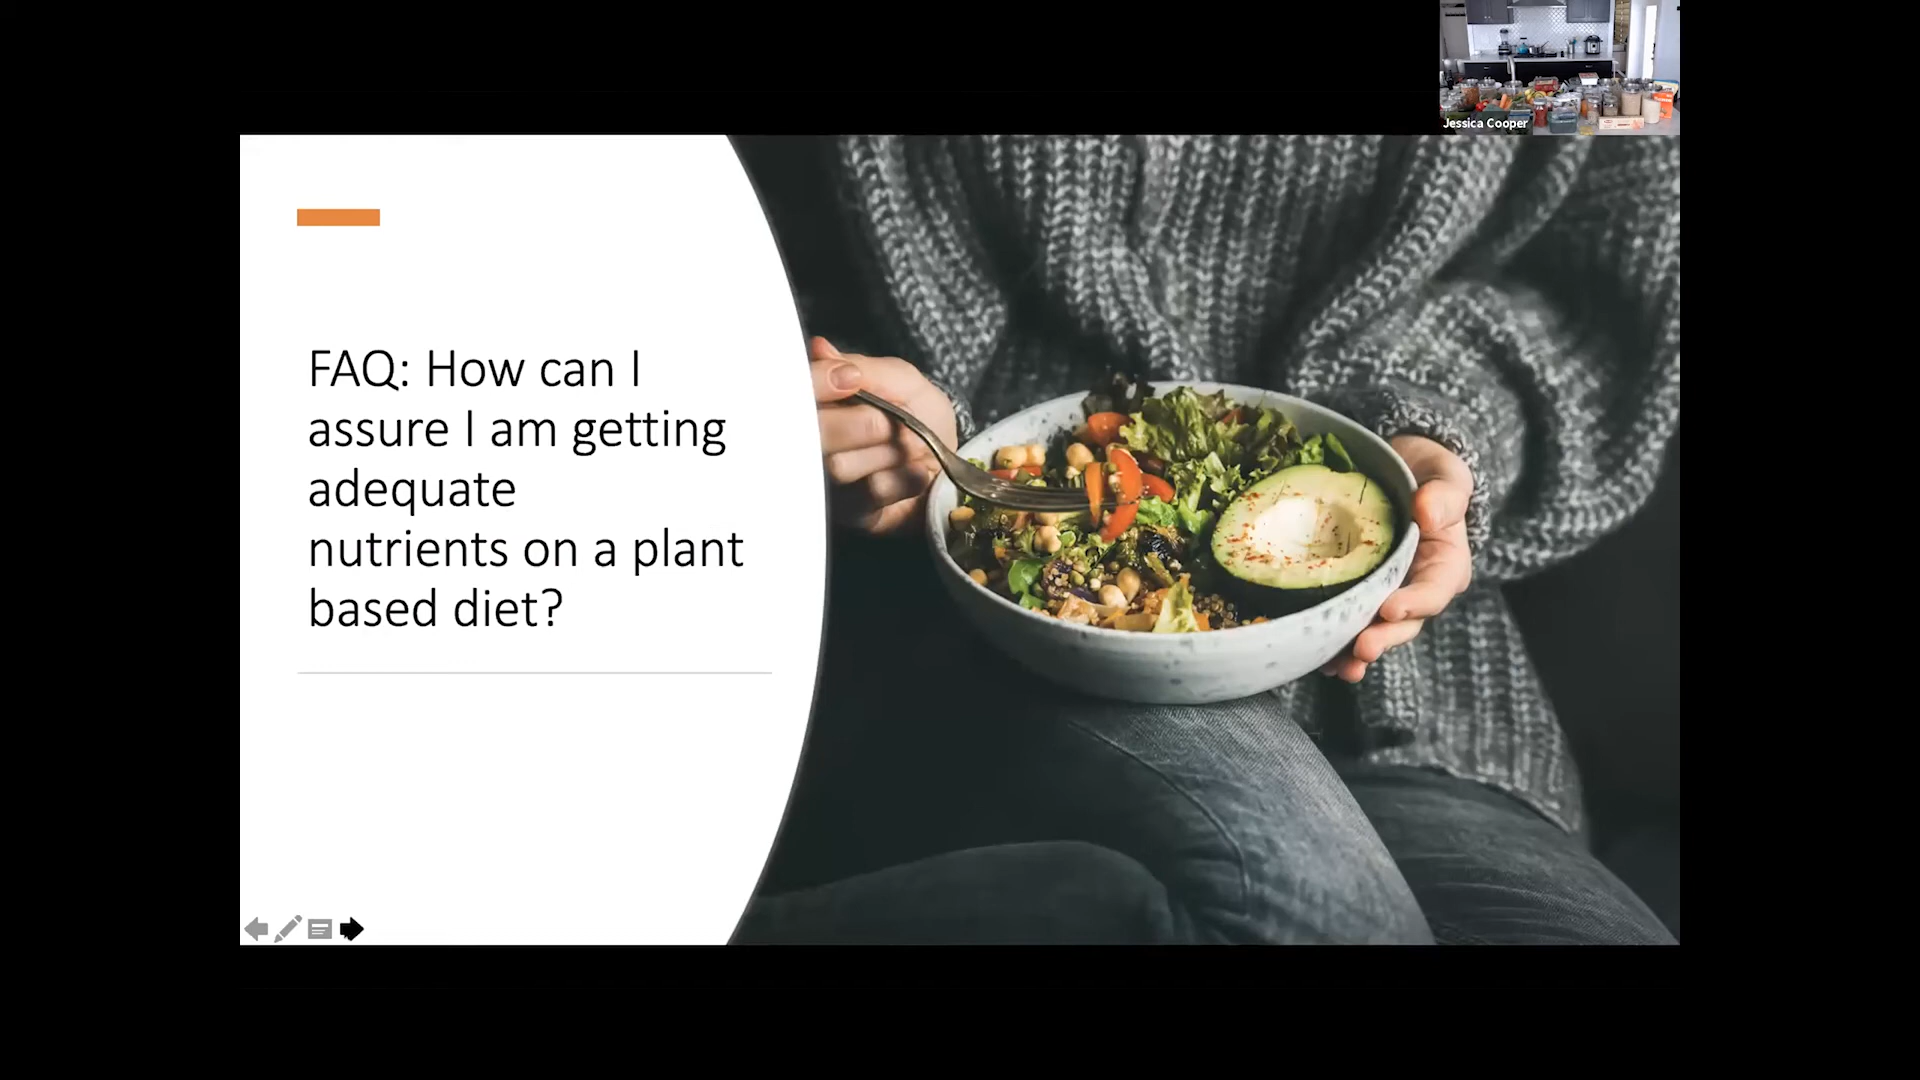 Jessica Cooper
FAQ: How can I
assure I am getting
adequate
nutrients on a plant
based diet?